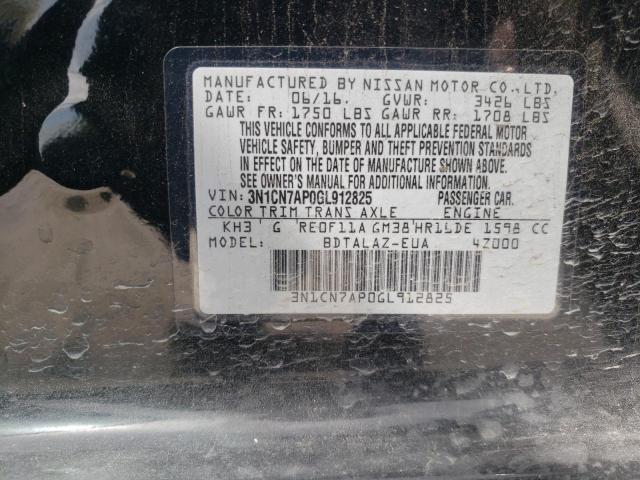 MANUFACTURED BY NISSAN MOTOR CO.,LTD.
DATE: 06/16. GVWR: 3426 LBS
GAWR FR: 1750 LBS GAWR RR: 1708 LBS
THIS VEHICLE CONFORMS TO ALL APPLICABLE FEDERAL MOTOR
VEHICLE SAFETY, BUMPER AND THEFT PREVENTION STANDARDS
IN EFFECT ON THE DATE OF MANUFACTURE SHOWN ABOVE.
SEE OWNER'S MANUAL FOR ADDITIONAL INFORMATION.
VIN: 3N1CN7AP0GL912825 PASSENGER CAR.
COLOR TRIM TRANS AXLE ENGINE
KH3 G RE0F11A GM38 HR16DE 1598 CC
MODEL: BDTALAZ-EUA 4Z000
3N1CN7AP0GL912825